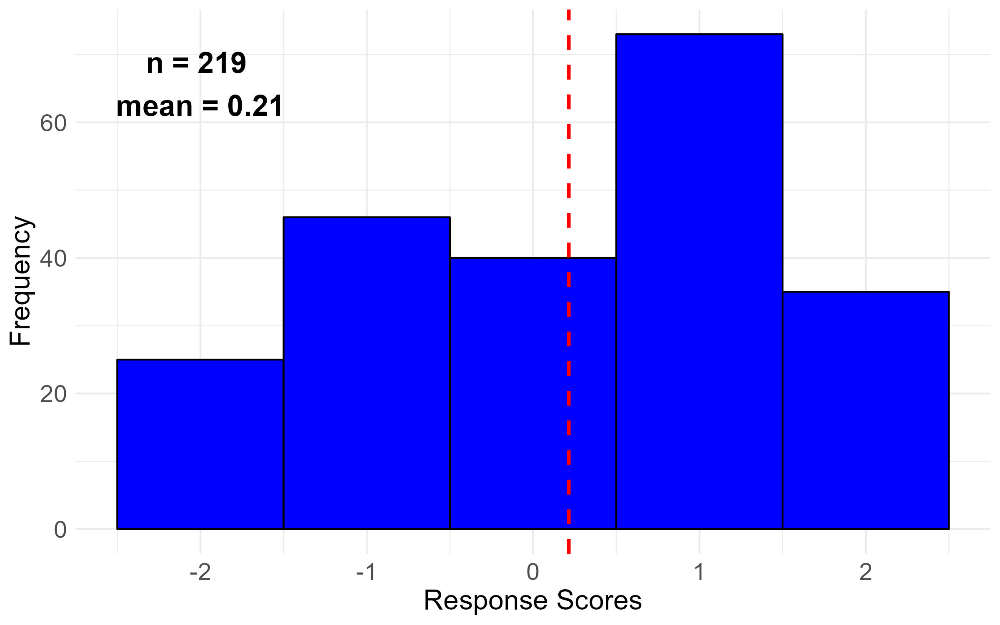 n = 219
mean = 0.21
60
40
20
0
Frequency
-2 -1 0 1 2
Response Scores